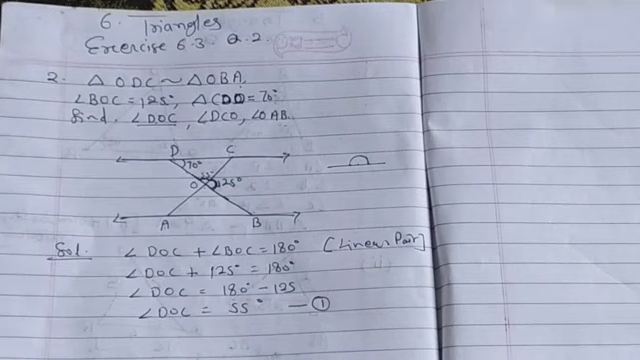 6. Triangles
Exercise 6.3. Q.2.
2. △ODC ~ △OBA.
∠BOC = 125°, △CDO = 70°
find. ∠DOC, ∠DCO, ∠OAB.
D C
70°
55°
O 125°
A B
Sol. ∠DOC + ∠BOC = 180° [Linear Pair]
∠DOC + 125° = 180°
∠DOC = 180° - 125
∠DOC = 55° — ①